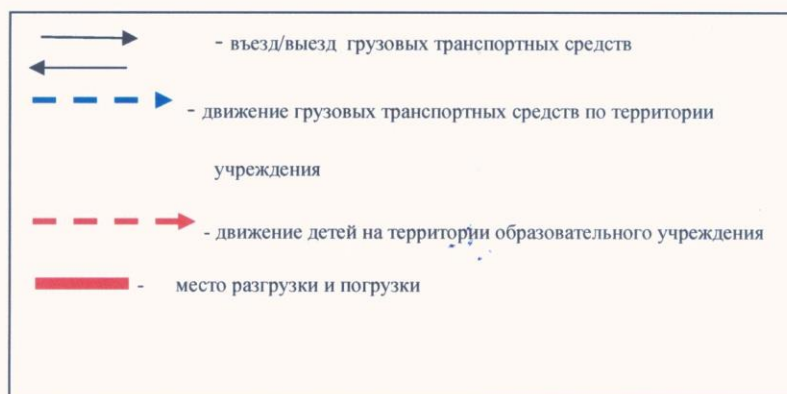 - въезд/выезд грузовых транспортных средств
- движение грузовых транспортных средств по территории
учреждения
- движение детей на территории образовательного учреждения
- место разгрузки и погрузки